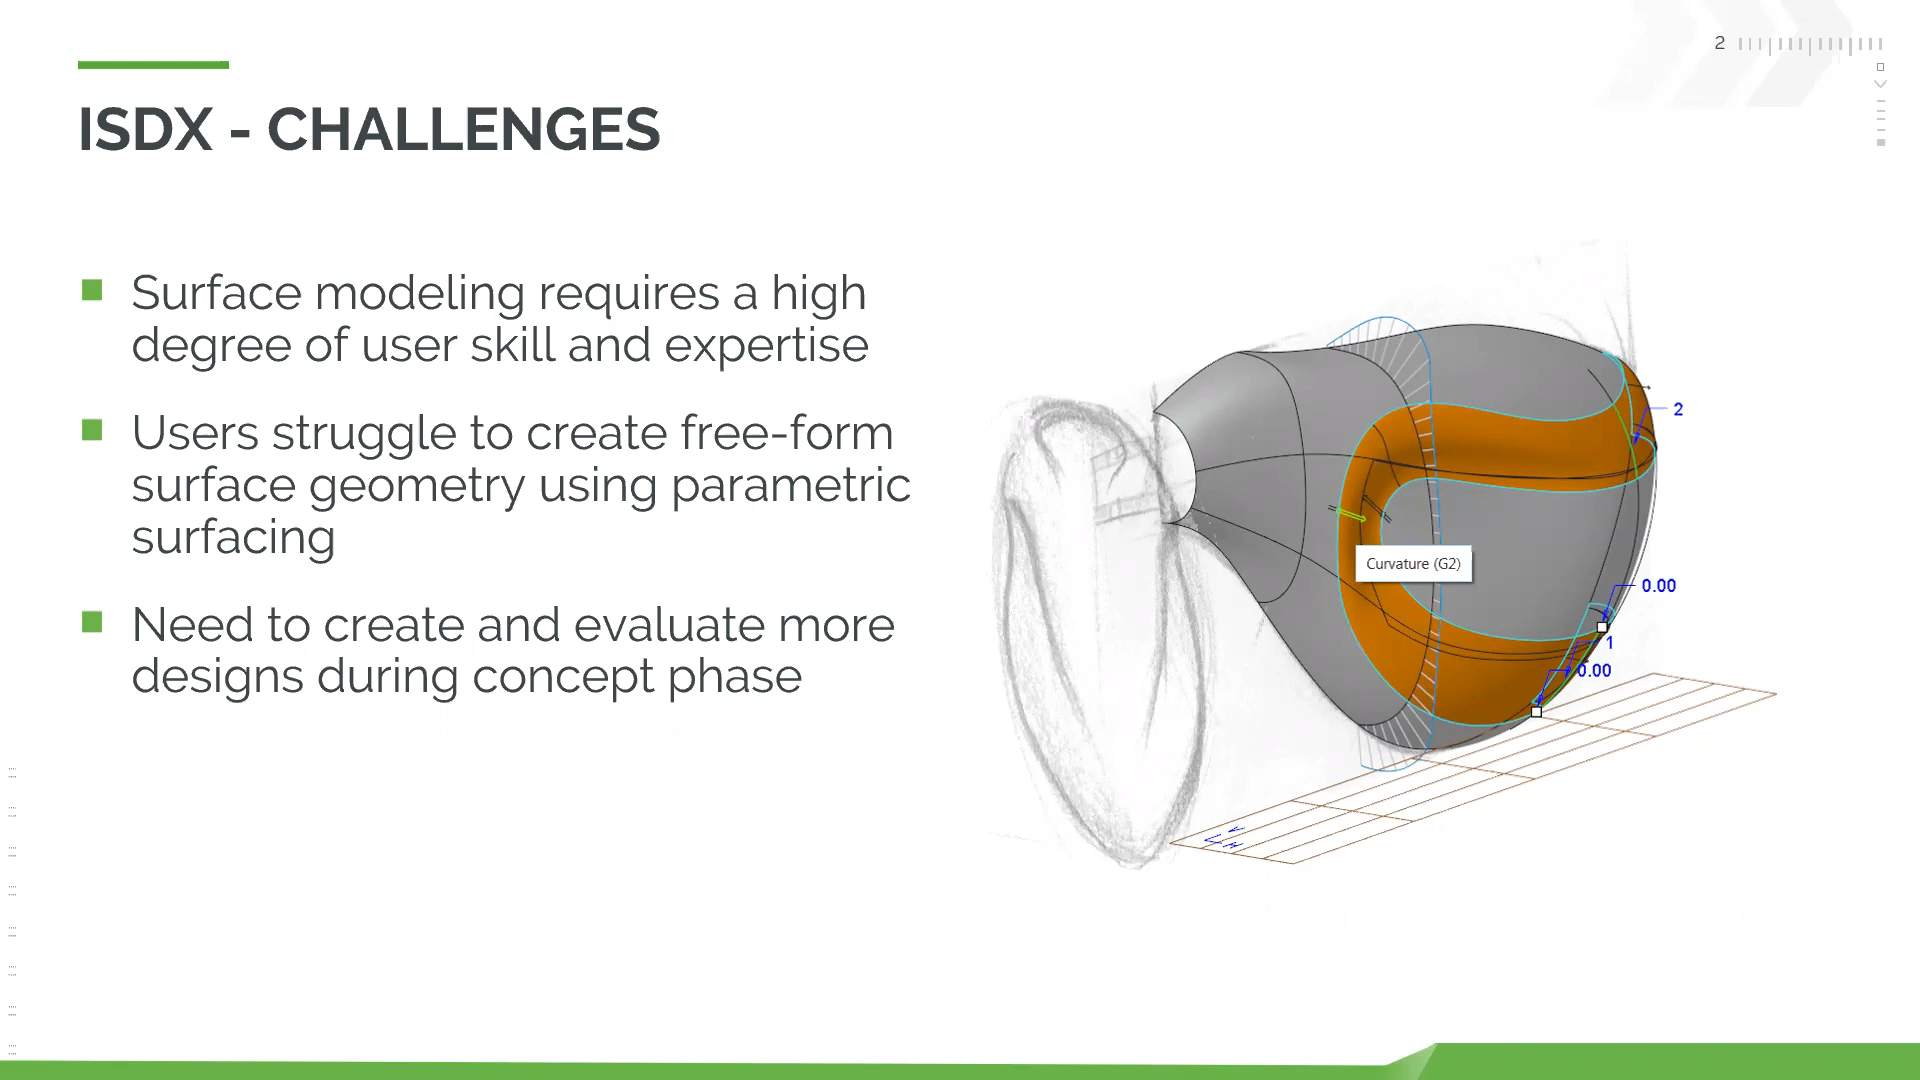 2
ISDX - CHALLENGES
Surface modeling requires a high
degree of user skill and expertise
Users struggle to create free-form
surface geometry using parametric
surfacing
Need to create and evaluate more
designs during concept phase
2
Curvature (G2)
0.00
1
0.00